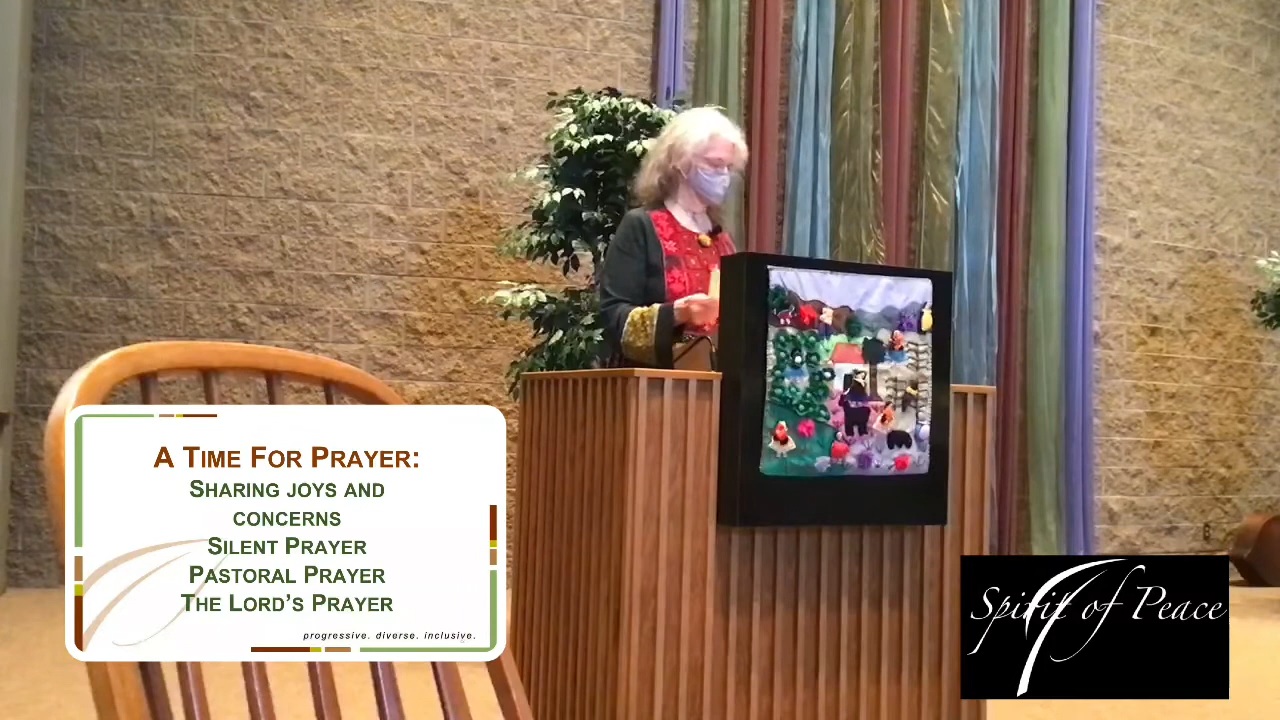 A Time For Prayer:
Sharing joys and
concerns
Silent Prayer
Pastoral Prayer
The Lord's Prayer
progressive. diverse. inclusive.
Spirit of Peace